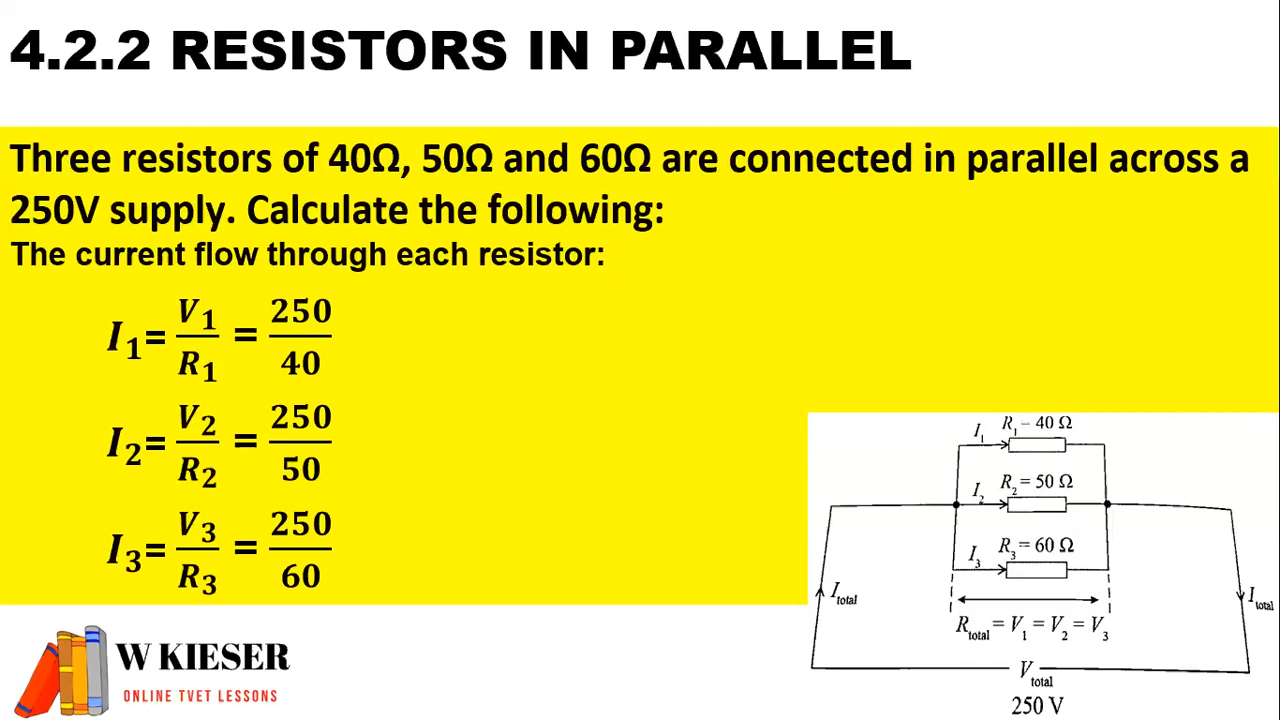 4.2.2 RESISTORS IN PARALLEL
Three resistors of 40Ω, 50Ω and 60Ω are connected in parallel across a
250V supply. Calculate the following:
The current flow through each resistor:
I₁= V₁/R₁ = 250/40
I₂= V₂/R₂ = 250/50
I₃= V₃/R₃ = 250/60
I₁ R₁ – 40 Ω
I₂ R₂ = 50 Ω
I₃ R₃ = 60 Ω
I total
I total
R total = V₁ = V₂ = V₃
V total
250 V
W KIESER
ONLINE TVET LESSONS